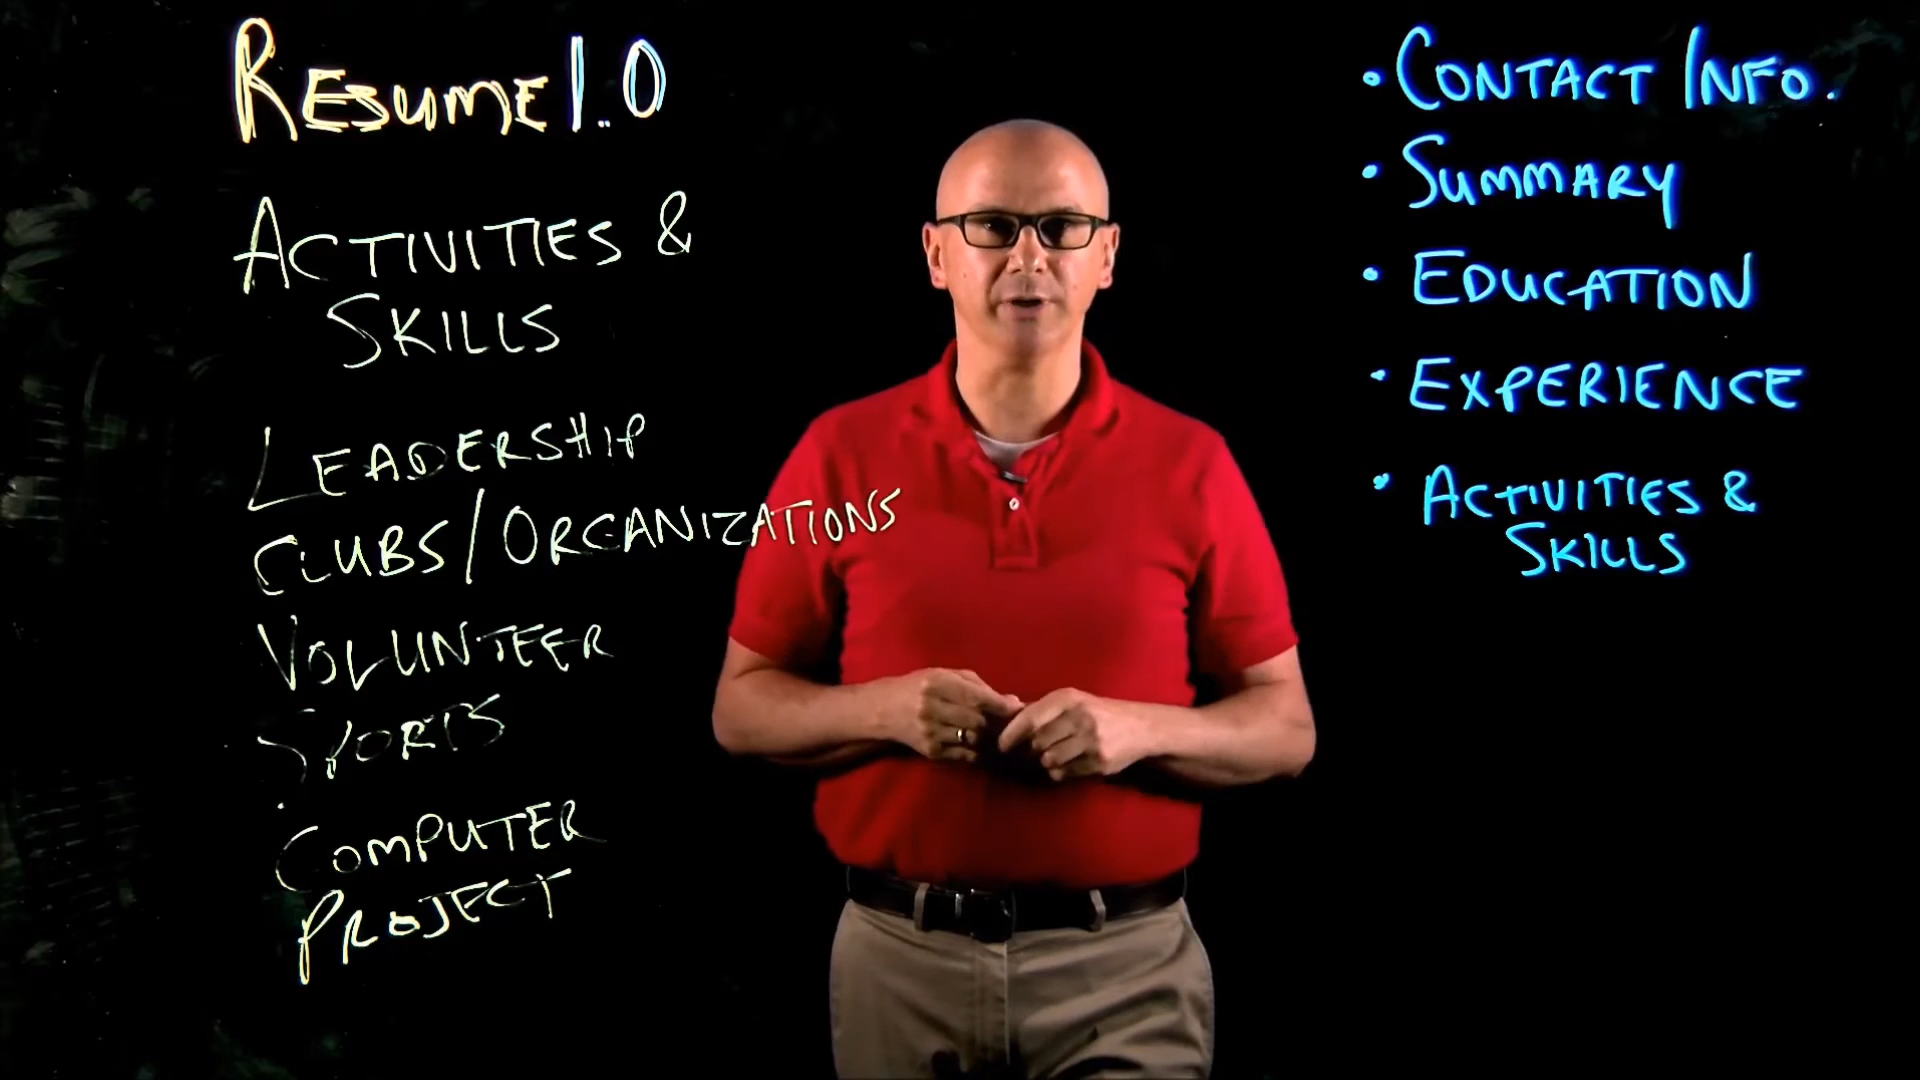 RESUME 1.0
ACTIVITIES &
SKILLS
LEADERSHIP
CLUBS/ORGANIZATIONS
VOLUNTEER
SPORTS
COMPUTER
PROJECT
• CONTACT INFO.
• SUMMARY
• EDUCATION
• EXPERIENCE
• ACTIVITIES &
SKILLS